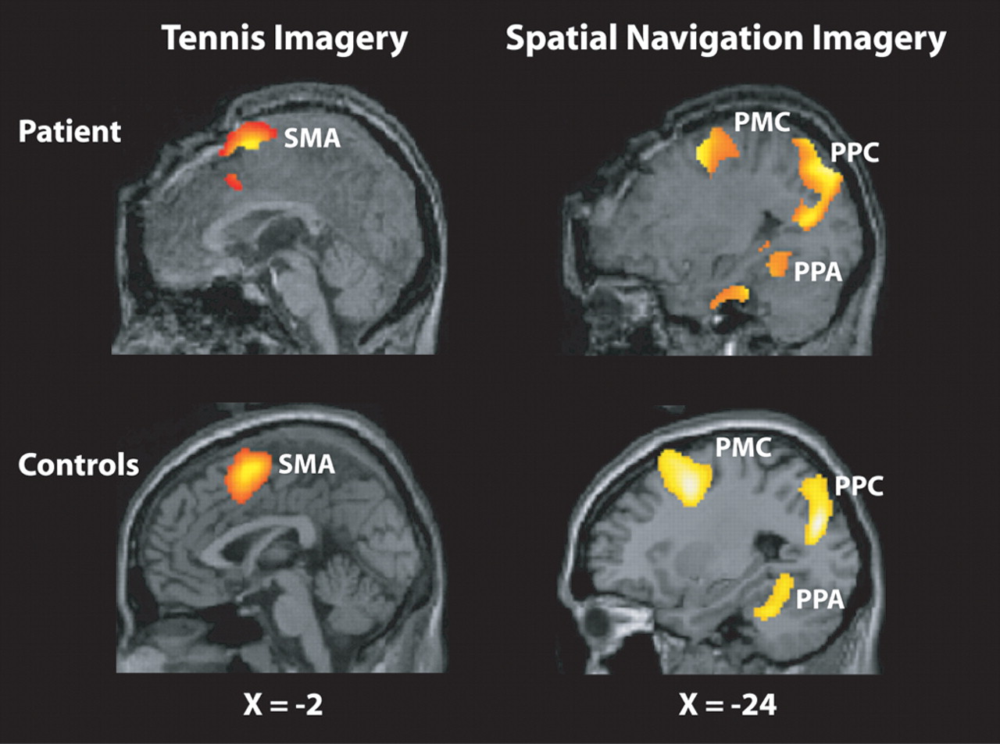 Tennis Imagery
Spatial Navigation Imagery
Patient
SMA
PMC
PPC
PPA
Controls
SMA
PMC
PPC
PPA
X = -2
X = -24